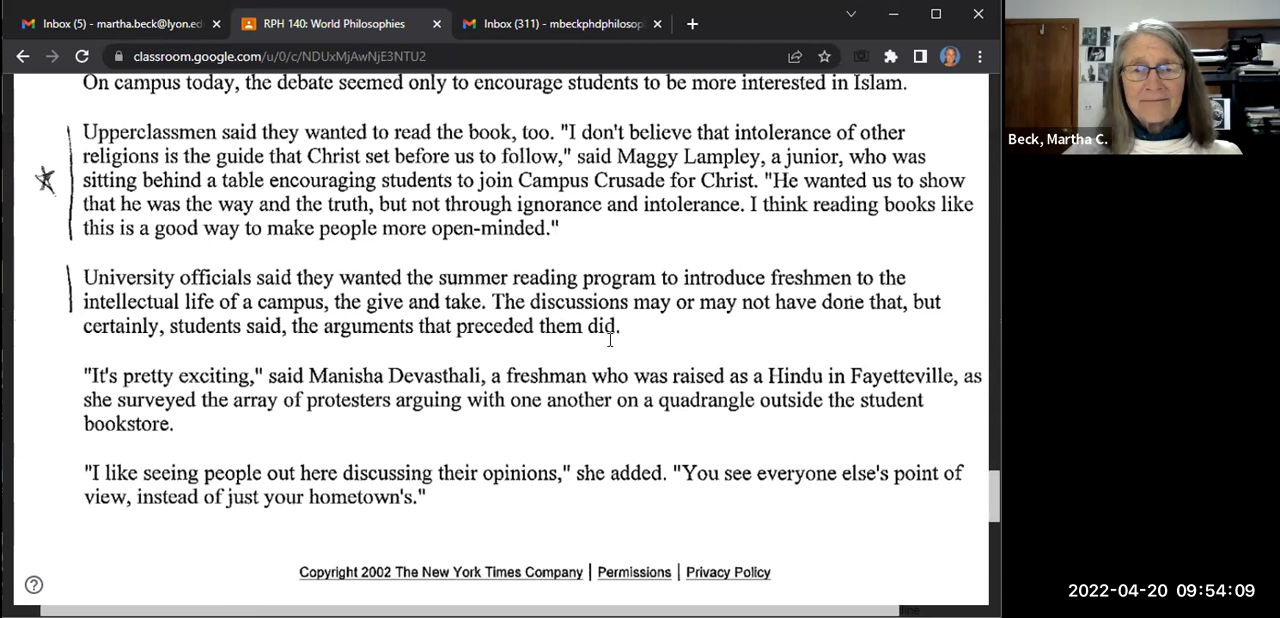 Inbox (5) - martha.beck@lyon.ed
RPH 140: World Philosophies
Inbox (311) - mbeckphdphilosop
classroom.google.com/u/0/c/NDUxMjAwNjE3NTU2
On campus today, the debate seemed only to encourage students to be more interested in Islam.
Upperclassmen said they wanted to read the book, too. "I don't believe that intolerance of other
religions is the guide that Christ set before us to follow," said Maggy Lampley, a junior, who was
sitting behind a table encouraging students to join Campus Crusade for Christ. "He wanted us to show
that he was the way and the truth, but not through ignorance and intolerance. I think reading books like
this is a good way to make people more open-minded."
University officials said they wanted the summer reading program to introduce freshmen to the
intellectual life of a campus, the give and take. The discussions may or may not have done that, but
certainly, students said, the arguments that preceded them did.
"It's pretty exciting," said Manisha Devasthali, a freshman who was raised as a Hindu in Fayetteville, as
she surveyed the array of protesters arguing with one another on a quadrangle outside the student
bookstore.
"I like seeing people out here discussing their opinions," she added. "You see everyone else's point of
view, instead of just your hometown's."
Copyright 2002 The New York Times Company | Permissions | Privacy Policy
line
Beck, Martha C.
2022-04-20 09:54:09